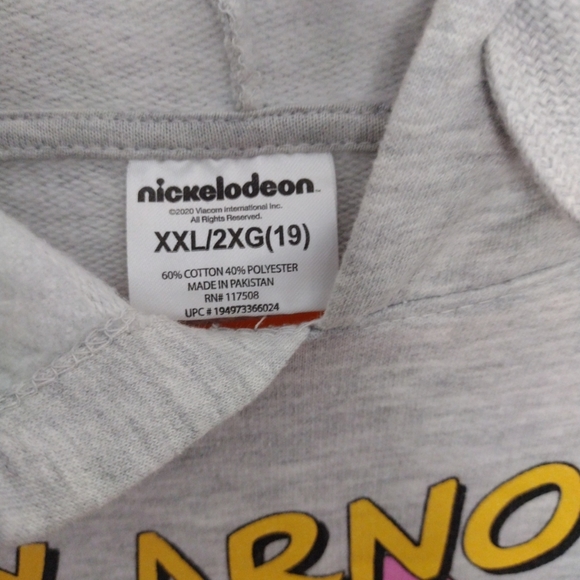 nickelodeon™
©2020 Viacom International Inc.
All Rights Reserved.
XXL/2XG(19)
60% COTTON 40% POLYESTER
MADE IN PAKISTAN
RN# 117508
UPC # 194973366024
ARNO